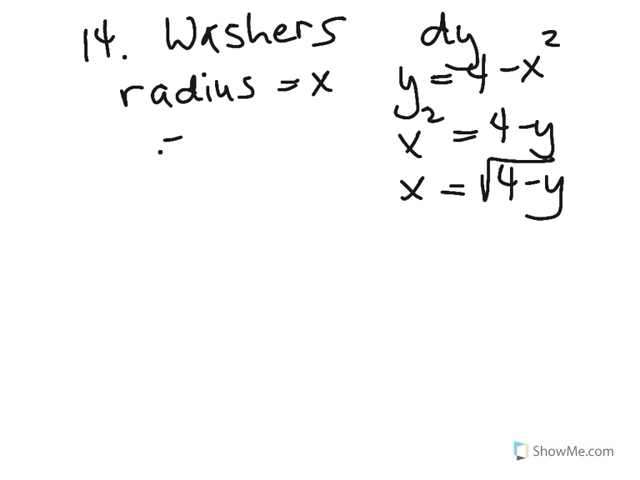 14. Washers dy
radius = x y = 4 - x²
= x² = 4 - y
x = √4 - y
ShowMe.com